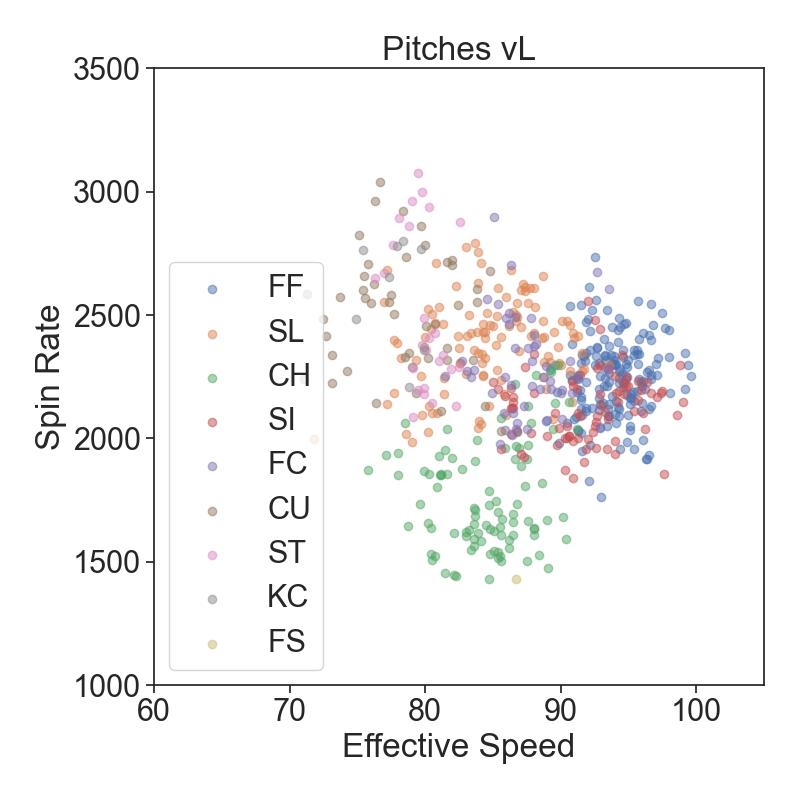 Pitches vL
3500
3000
2500
2000
1500
1000
Spin Rate
FF
SL
CH
SI
FC
CU
ST
KC
FS
60 70 80 90 100
Effective Speed